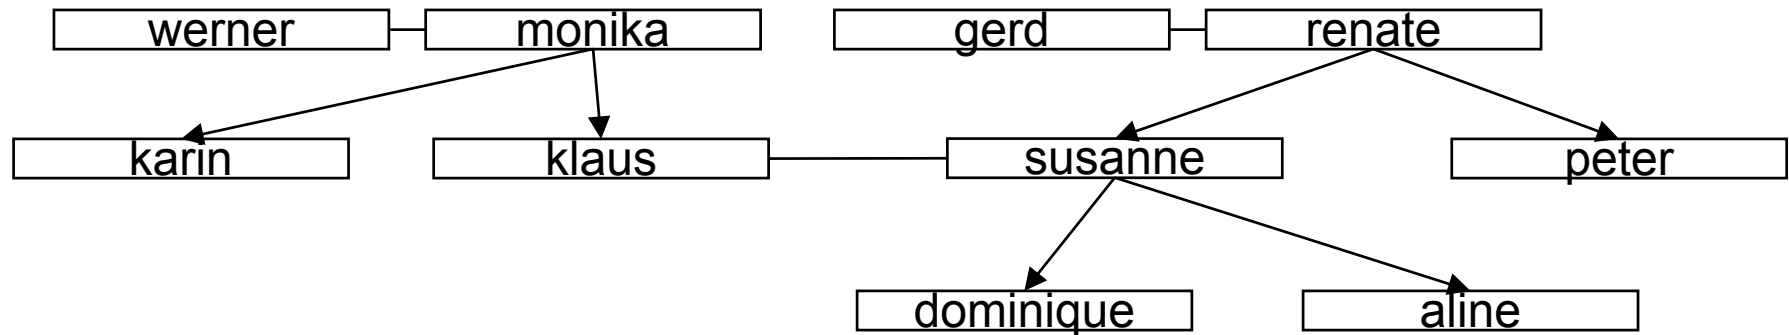 werner monika gerd renate
karin klaus susanne peter
dominique aline